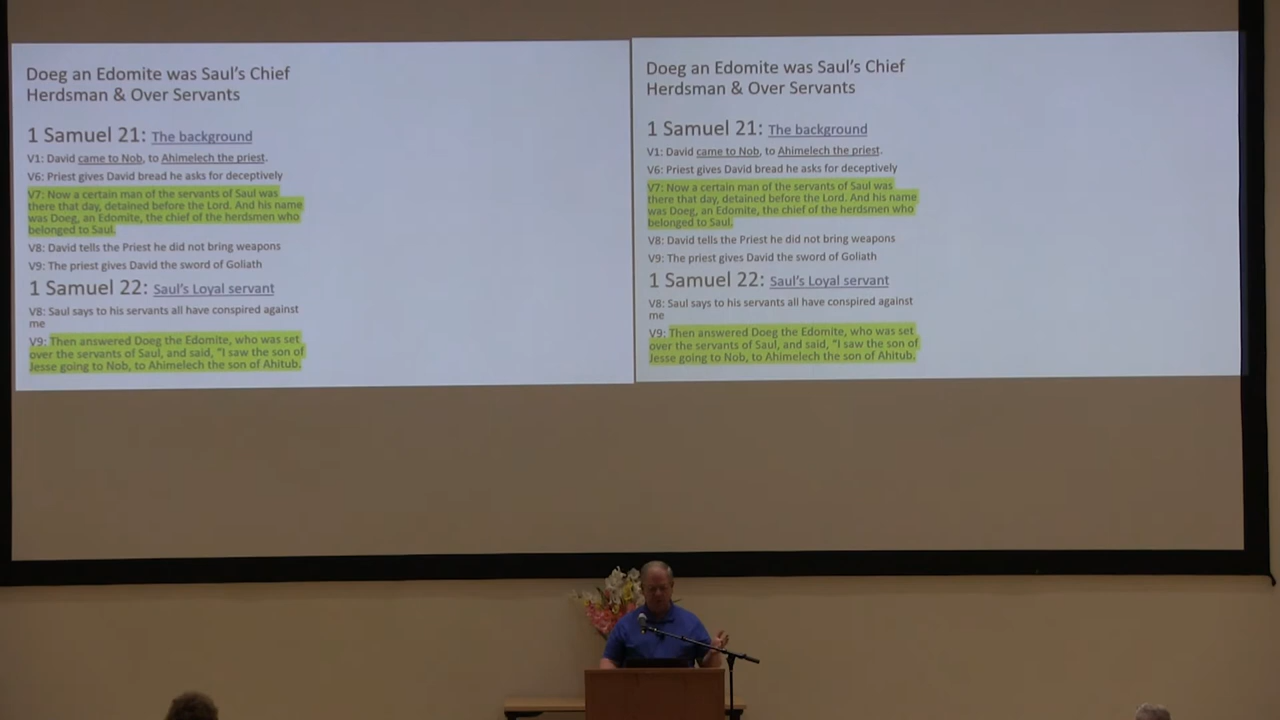 Doeg an Edomite was Saul's Chief
Herdsman & Over Servants
1 Samuel 21: The background
V1: David came to Nob, to Ahimelech the priest.
V6: Priest gives David bread he asks for deceptively
V7: Now a certain man of the servants of Saul was
there that day, detained before the Lord. And his name
was Doeg, an Edomite, the chief of the herdsmen who
belonged to Saul.
V8: David tells the Priest he did not bring weapons
V9: The priest gives David the sword of Goliath
1 Samuel 22: Saul's Loyal servant
V8: Saul says to his servants all have conspired against
me
V9: Then answered Doeg the Edomite, who was set
over the servants of Saul, and said, "I saw the son of
Jesse going to Nob, to Ahimelech the son of Ahitub.
Doeg an Edomite was Saul's Chief
Herdsman & Over Servants
1 Samuel 21: The background
V1: David came to Nob, to Ahimelech the priest.
V6: Priest gives David bread he asks for deceptively
V7: Now a certain man of the servants of Saul was
there that day, detained before the Lord. And his name
was Doeg, an Edomite, the chief of the herdsmen who
belonged to Saul.
V8: David tells the Priest he did not bring weapons
V9: The priest gives David the sword of Goliath
1 Samuel 22: Saul's Loyal servant
V8: Saul says to his servants all have conspired against
me
V9: Then answered Doeg the Edomite, who was set
over the servants of Saul, and said, "I saw the son of
Jesse going to Nob, to Ahimelech the son of Ahitub.